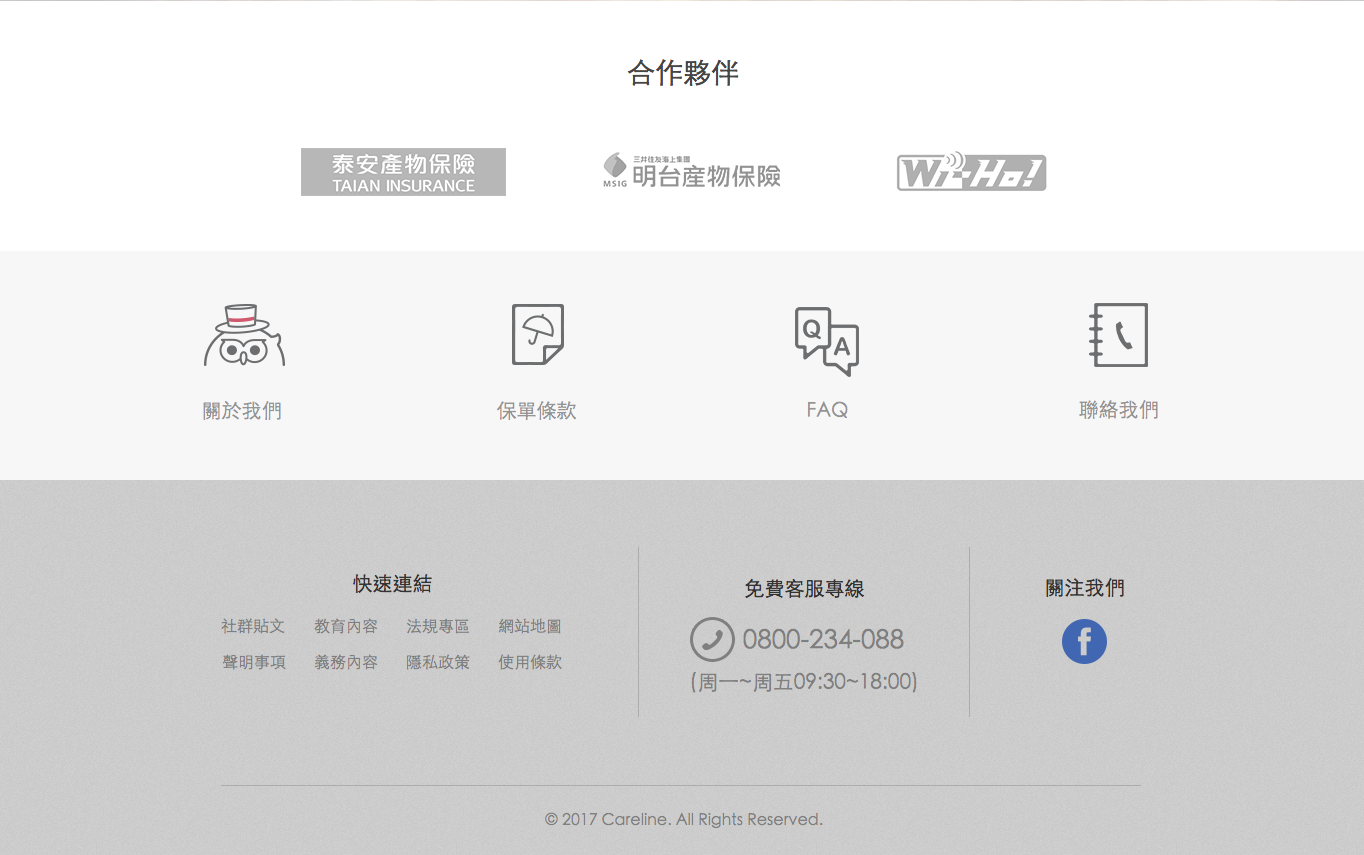 合作夥伴
泰安產物保險
TAIAN INSURANCE
三井住友海上集團
MSIG 明台產物保險
Wi-Ho!
Q
A
關於我們
保單條款
FAQ
聯絡我們
快速連結
社群貼文 教育內容 法規專區 網站地圖
聲明事項 義務內容 隱私政策 使用條款
免費客服專線
0800-234-088
(周一~周五09:30~18:00)
關注我們
f
© 2017 Careline. All Rights Reserved.